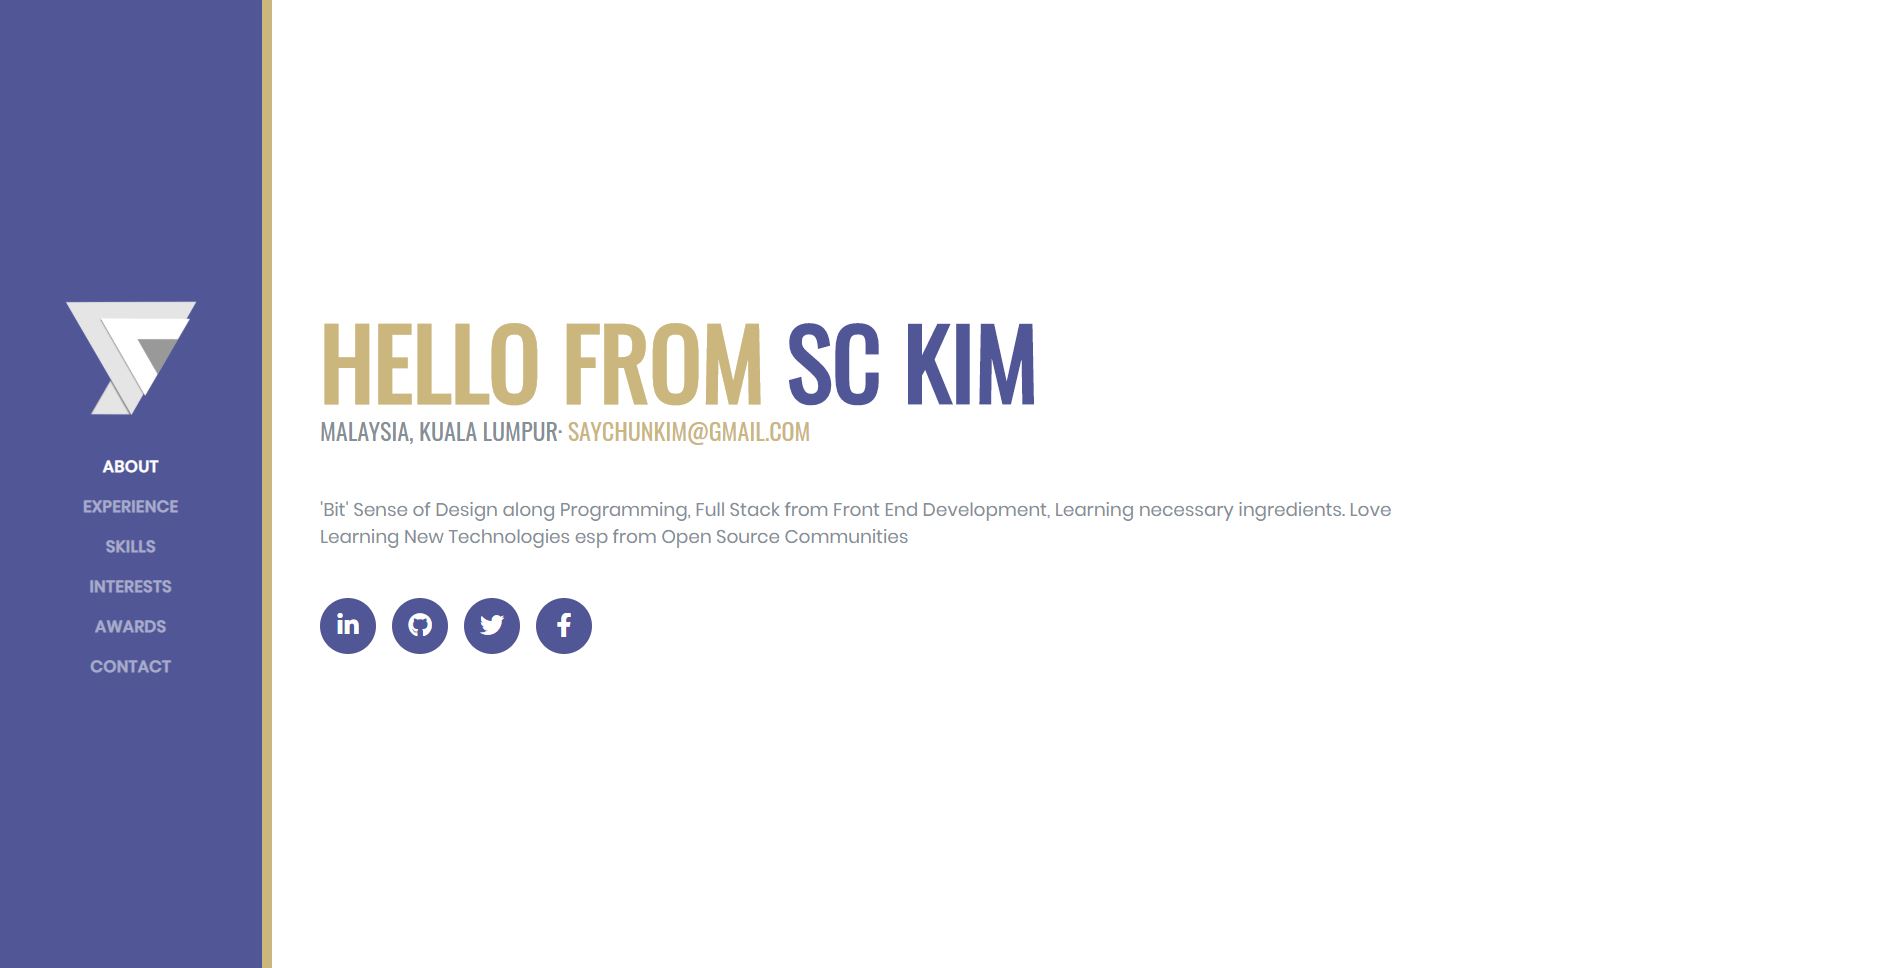 ABOUT
EXPERIENCE
SKILLS
INTERESTS
AWARDS
CONTACT
HELLO FROM SC KIM
MALAYSIA, KUALA LUMPUR· SAYCHUNKIM@GMAIL.COM
'Bit' Sense of Design along Programming, Full Stack from Front End Development, Learning necessary ingredients. Love
Learning New Technologies esp from Open Source Communities